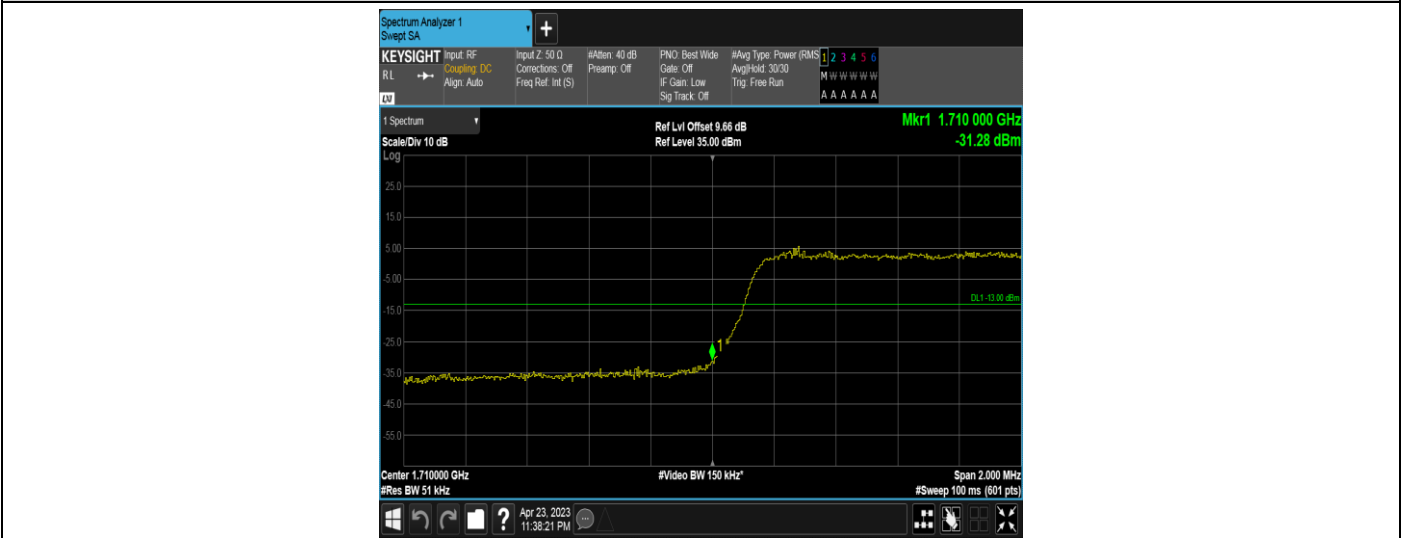 Spectrum Analyzer 1
Swept SA
+
KEYSIGHT Input: RF Input Z: 50 Ω #Atten: 40 dB PNO: Best Wide #Avg Type: Power (RMS 1 2 3 4 5 6
R L Coupling: DC Corrections: Off Preamp: Off Gate: Off Avg|Hold: 30/30 M W W W W W
Align: Auto Freq Ref: Int (S) IF Gain: Low Trig: Free Run
Sig Track: Off A A A A A A
1 Spectrum Ref Lvl Offset 9.66 dB Mkr1 1.710 000 GHz
Scale/Div 10 dB Ref Level 35.00 dBm -31.28 dBm
Log
25.0
15.0
5.00
-5.00
DL1 -13.00 dBm
-15.0
-25.0
1
-35.0
-45.0
-55.0
Center 1.710000 GHz #Video BW 150 kHz* Span 2.000 MHz
#Res BW 51 kHz #Sweep 100 ms (601 pts)
? Apr 23, 2023
11:38:21 PM